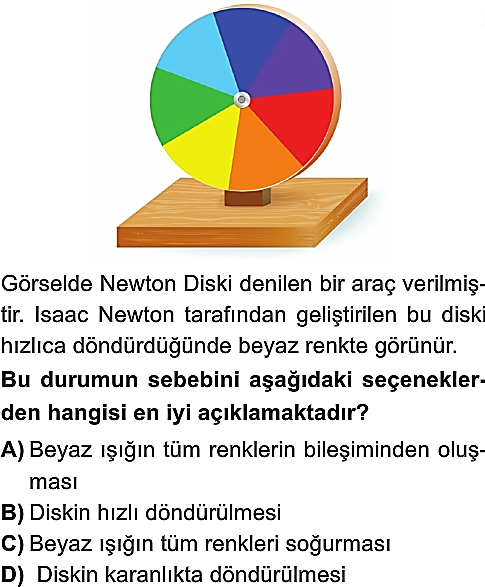 Görselde Newton Diski denilen bir araç verilmiş-
tir. Isaac Newton tarafından geliştirilen bu diski
hızlıca döndürdüğünde beyaz renkte görünür.
Bu durumun sebebini aşağıdaki seçenekler-
den hangisi en iyi açıklamaktadır?
A) Beyaz ışığın tüm renklerin bileşiminden oluş-
ması
B) Diskin hızlı döndürülmesi
C) Beyaz ışığın tüm renkleri soğurması
D) Diskin karanlıkta döndürülmesi